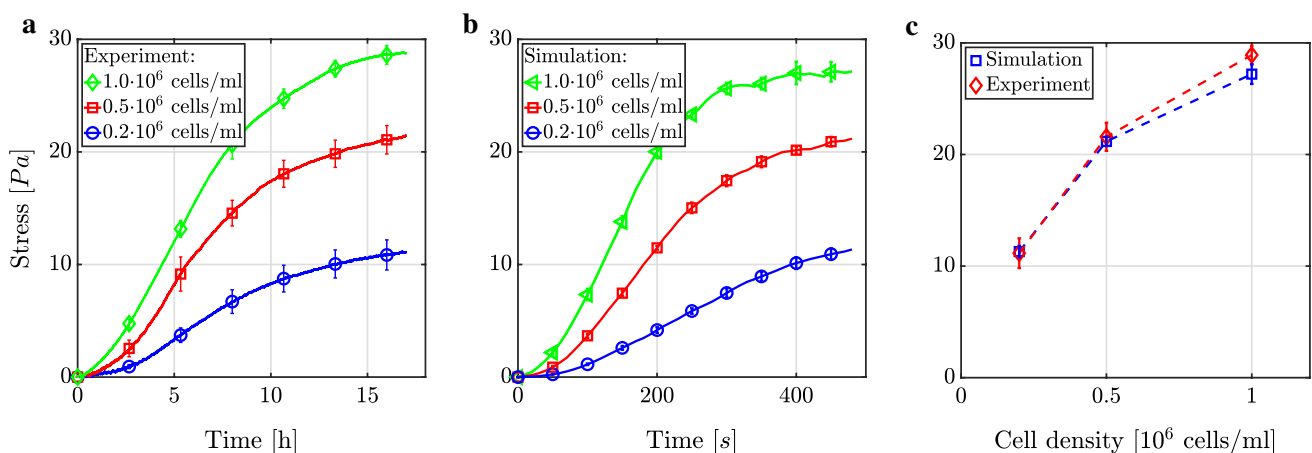 a
30
20
10
0
0 5 10 15
Stress [Pa]
Time [h]
Experiment:
1.0·10⁶ cells/ml
0.5·10⁶ cells/ml
0.2·10⁶ cells/ml
b
30
20
10
0
0 200 400
Time [s]
Simulation:
1.0·10⁶ cells/ml
0.5·10⁶ cells/ml
0.2·10⁶ cells/ml
c
30
20
10
0
0 0.5 1
Cell density [10⁶ cells/ml]
Simulation
Experiment